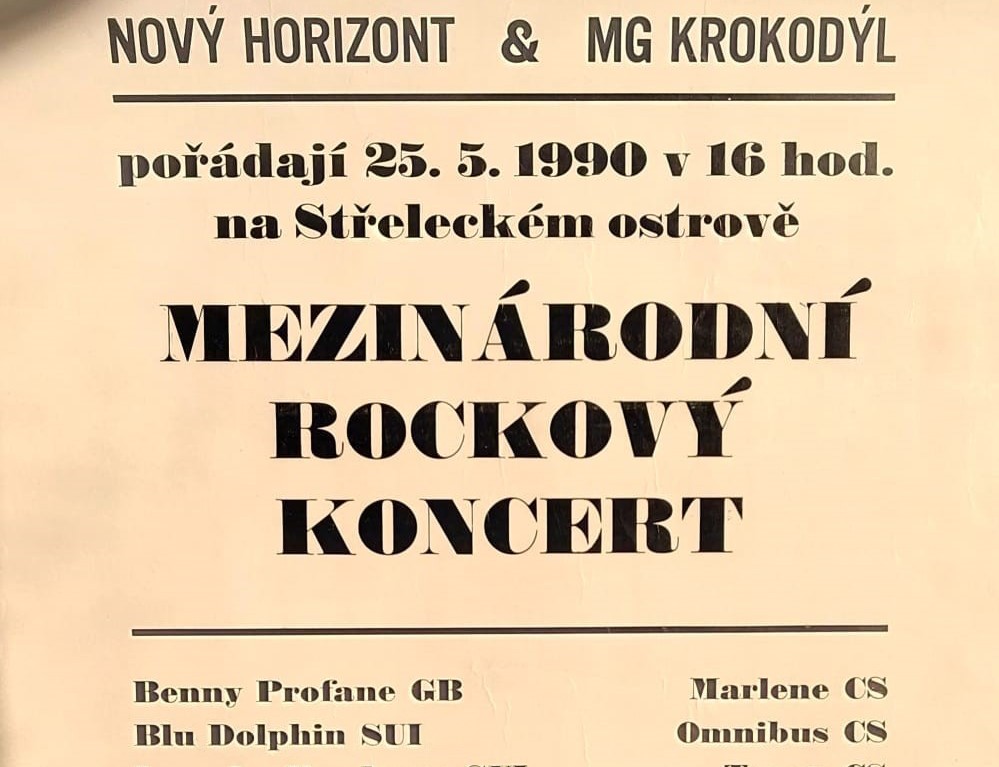 NOVÝ HORIZONT & MG KROKODÝL
pořádají 25. 5. 1990 v 16 hod.
na Střeleckém ostrově
MEZINÁRODNÍ
ROCKOVÝ
KONCERT
Benny Profane GB
Marlene CS
Blu Dolphin SUI
Omnibus CS